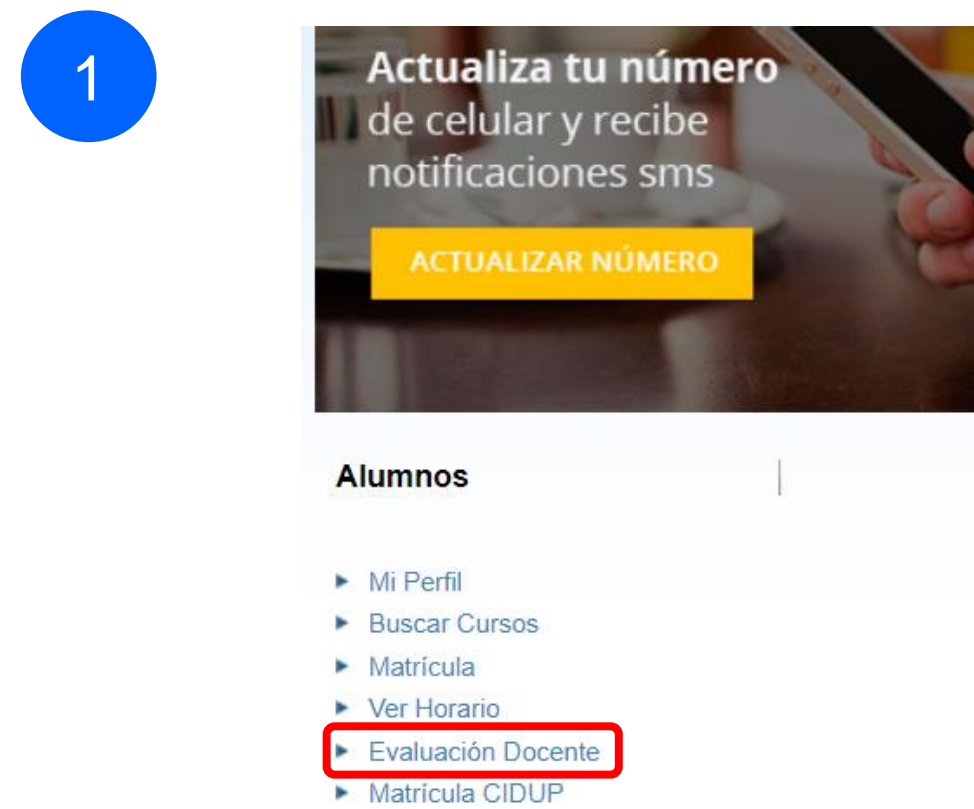 1
Actualiza tu número
de celular y recibe
notificaciones sms
ACTUALIZAR NÚMERO
Alumnos
Mi Perfil
Buscar Cursos
Matrícula
Ver Horario
Evaluación Docente
Matrícula CIDUP